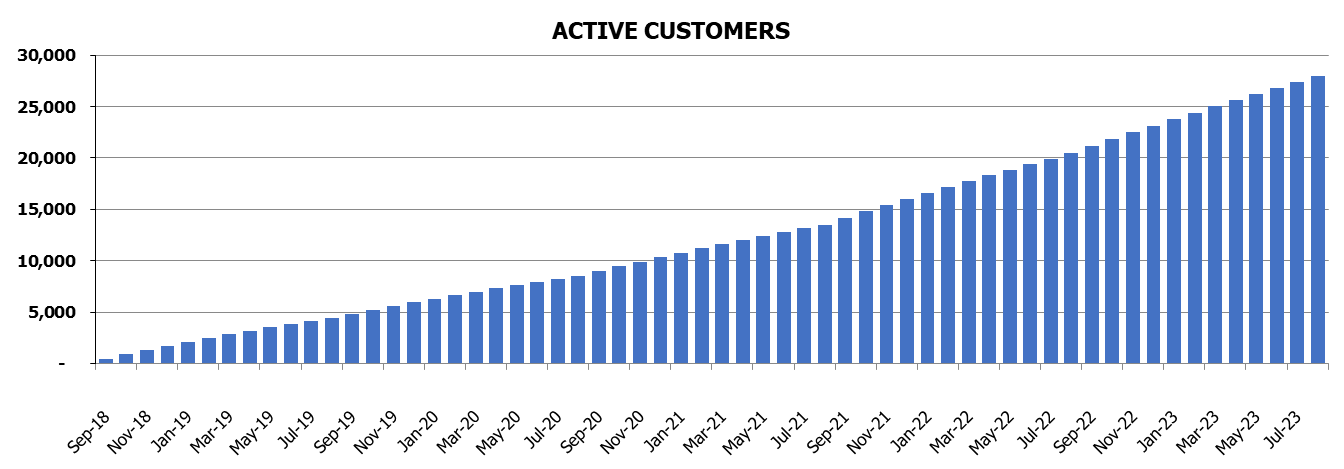 ACTIVE CUSTOMERS
30,000
25,000
20,000
15,000
10,000
5,000
-
Sep-18
Nov-18
Jan-19
Mar-19
May-19
Jul-19
Sep-19
Nov-19
Jan-20
Mar-20
May-20
Jul-20
Sep-20
Nov-20
Jan-21
Mar-21
May-21
Jul-21
Sep-21
Nov-21
Jan-22
Mar-22
May-22
Jul-22
Sep-22
Nov-22
Jan-23
Mar-23
May-23
Jul-23